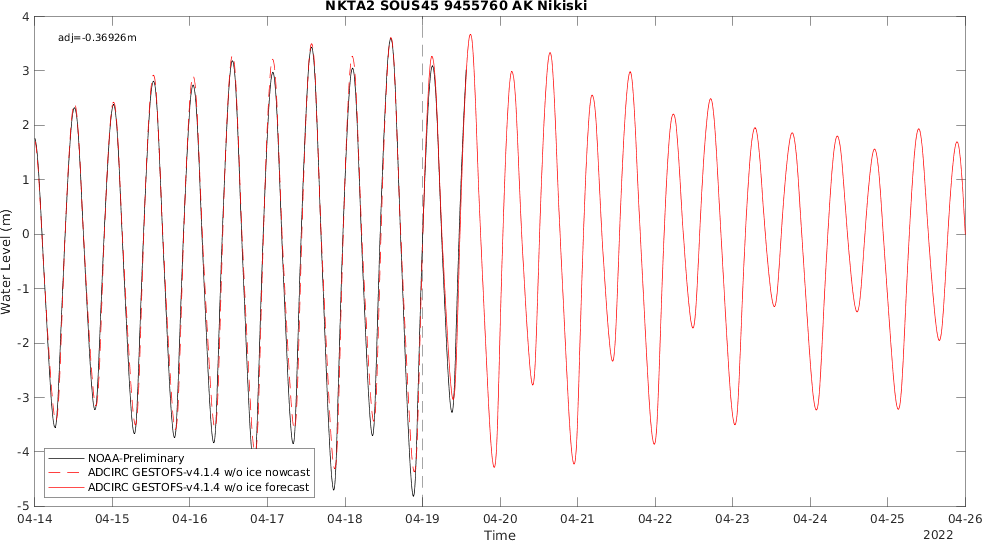 NKTA2 SOUS45 9455760 AK Nikiski
adj=-0.36926m
4
3
2
1
0
-1
-2
-3
-4
-5
Water Level (m)
NOAA-Preliminary
ADCIRC GESTOFS-v4.1.4 w/o ice nowcast
ADCIRC GESTOFS-v4.1.4 w/o ice forecast
04-14 04-15 04-16 04-17 04-18 04-19 04-20 04-21 04-22 04-23 04-24 04-25 04-26
Time
2022